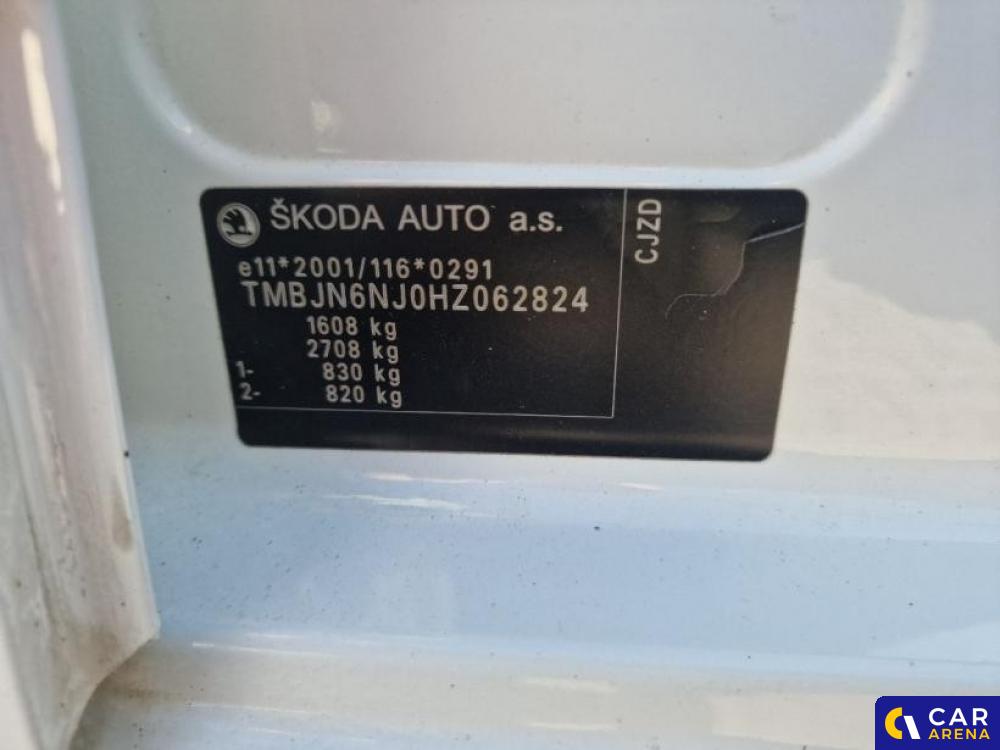 ŠKODA AUTO a.s.
CJZD
e11*2001/116*0291
TMBJN6NJ0HZ062824
1608 kg
2708 kg
1- 830 kg
2- 820 kg
CAR
ARENA